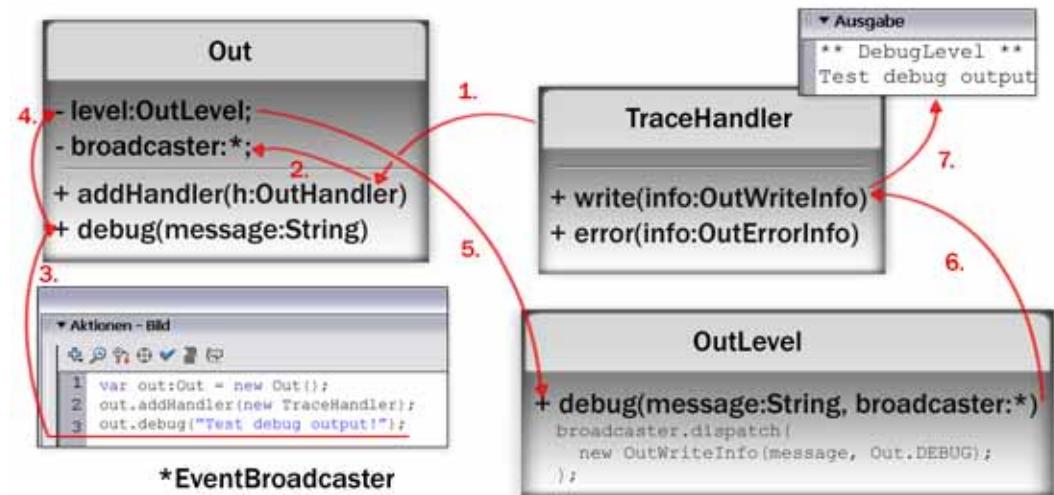 Out
- level:OutLevel;
- broadcaster:*;
+ addHandler(h:OutHandler)
+ debug(message:String)
1.
2.
3.
4.
TraceHandler
+ write(info:OutWriteInfo)
+ error(info:OutErrorInfo)
Ausgabe
** DebugLevel **
Test debug output
7.
5.
6.
Aktionen - Bild
1 var out:Out = new Out();
2 out.addHandler(new TraceHandler);
3 out.debug("Test debug output!");
*EventBroadcaster
OutLevel
+ debug(message:String, broadcaster:*)
broadcaster.dispatch(
new OutWriteInfo(message, Out.DEBUG);
);